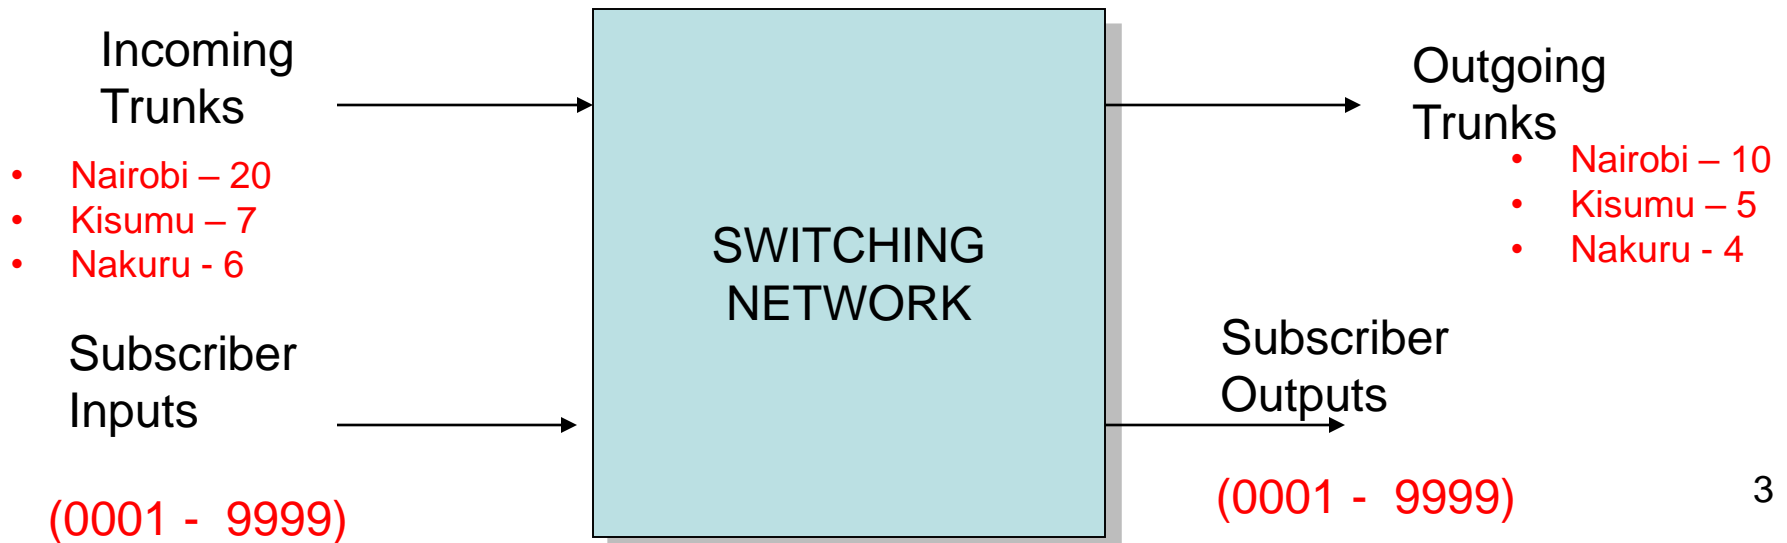 Incoming
Trunks
• Nairobi – 20
• Kisumu – 7
• Nakuru - 6
Subscriber
Inputs
(0001 - 9999)
SWITCHING
NETWORK
Outgoing
Trunks
• Nairobi – 10
• Kisumu – 5
• Nakuru - 4
Subscriber
Outputs
(0001 - 9999)
3